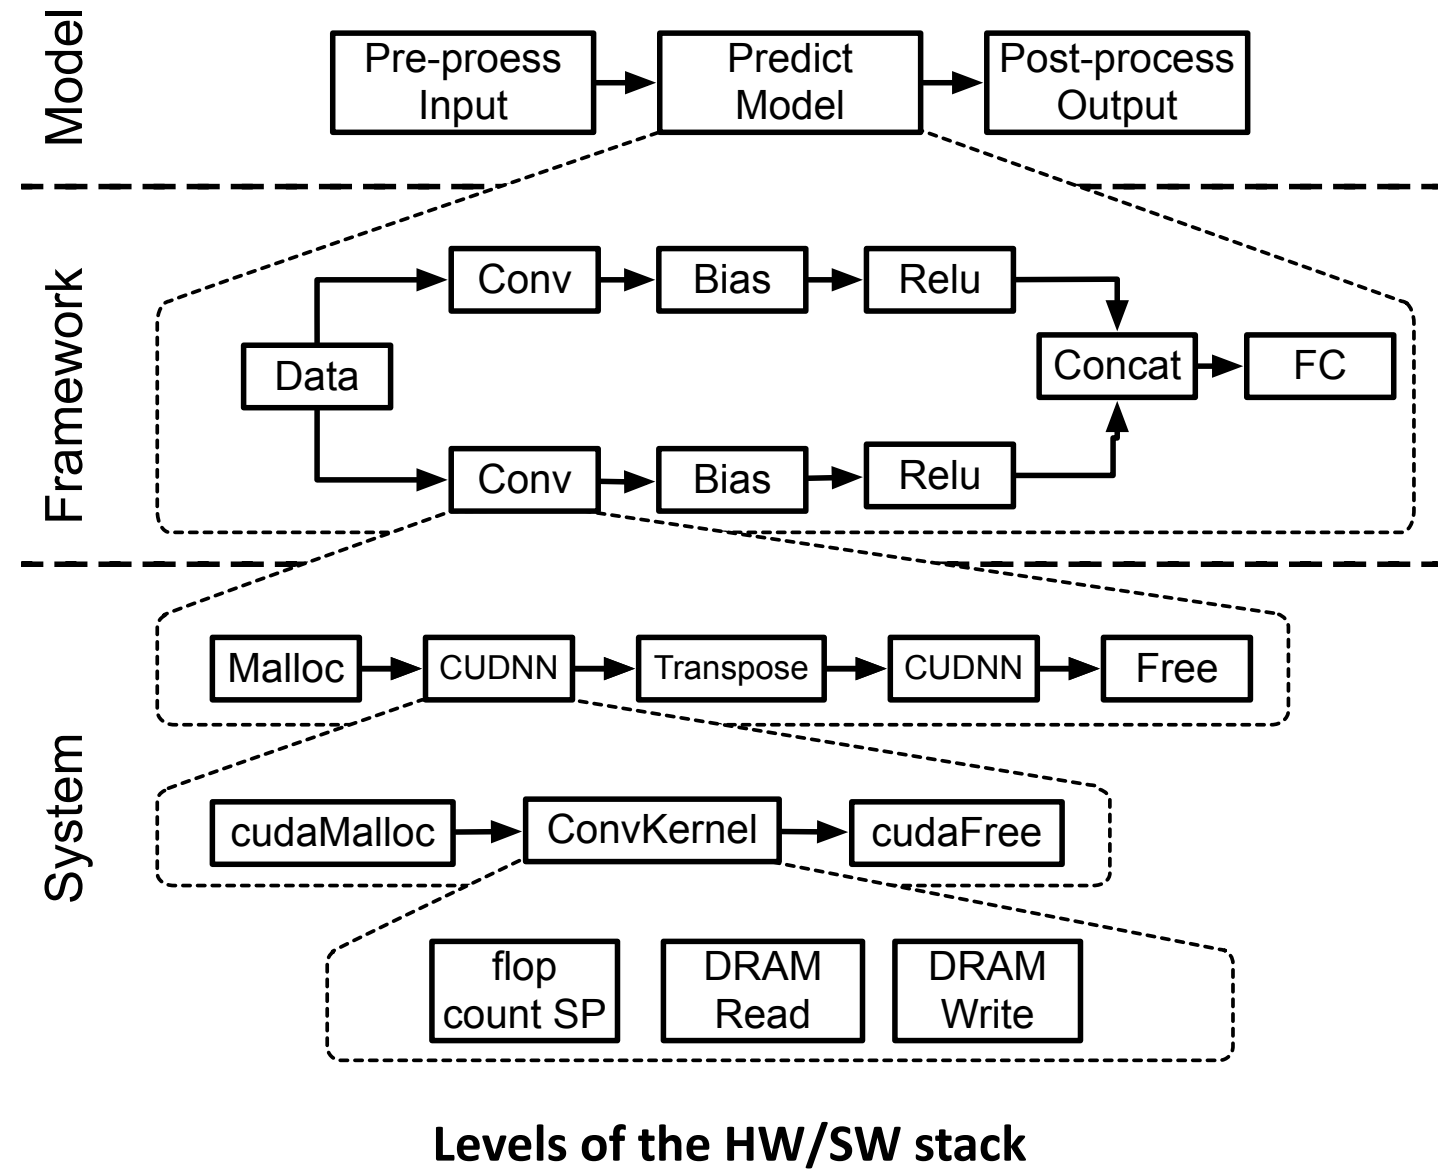 Model
Pre-proess
Input
Predict
Model
Post-process
Output
Framework
Conv
Bias
Relu
Data
Concat
FC
Conv
Bias
Relu
System
Malloc
CUDNN
Transpose
CUDNN
Free
cudaMalloc
ConvKernel
cudaFree
flop
count SP
DRAM
Read
DRAM
Write
Levels of the HW/SW stack